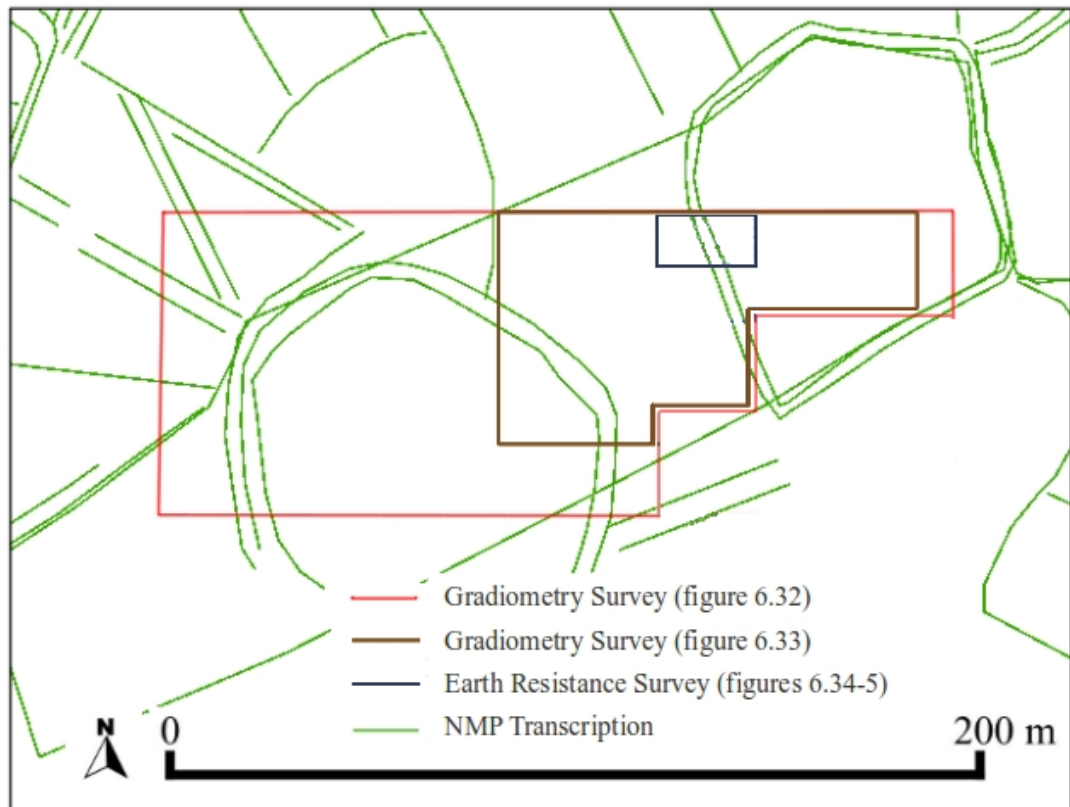 Gradiometry Survey (figure 6.32)
Gradiometry Survey (figure 6.33)
Earth Resistance Survey (figures 6.34-5)
NMP Transcription
N
0 200 m